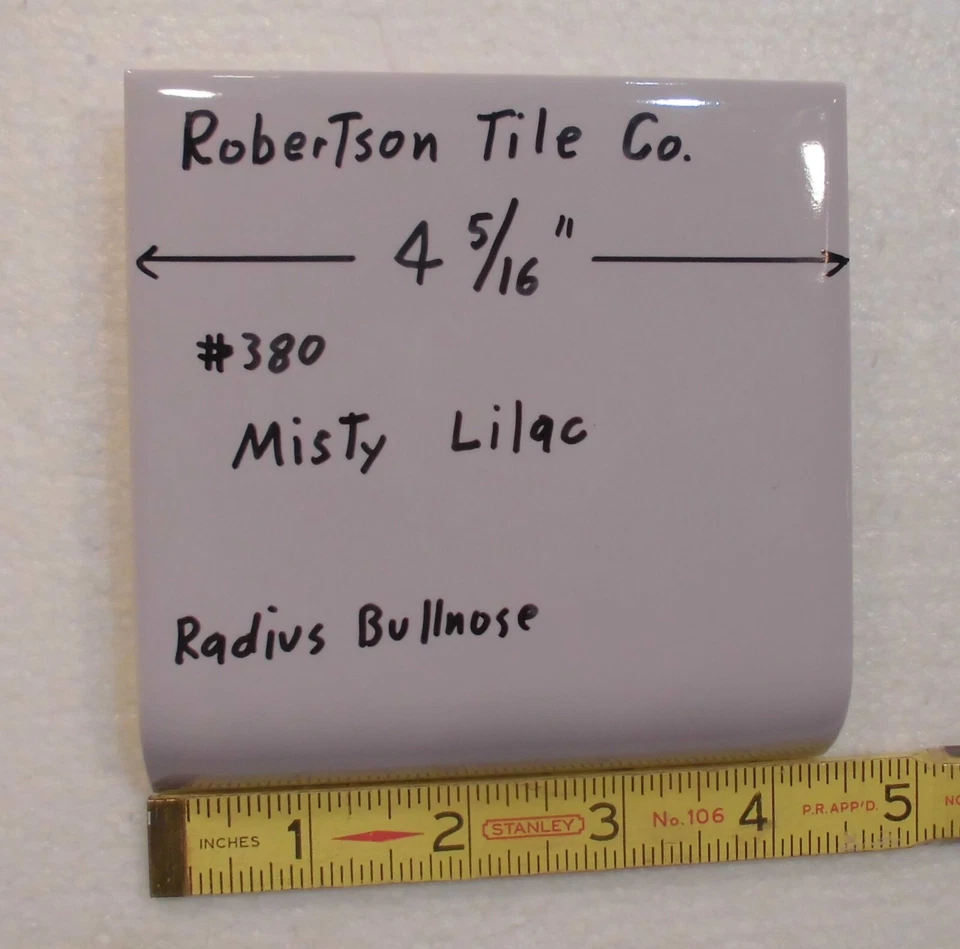 RoberTson Tile Co.
4 5/16 "
#380
MisTy Lilac
Radius Bullnose
INCHES 1 2 STANLEY 3 No.106 4 P.R.APP'D. 5 NO